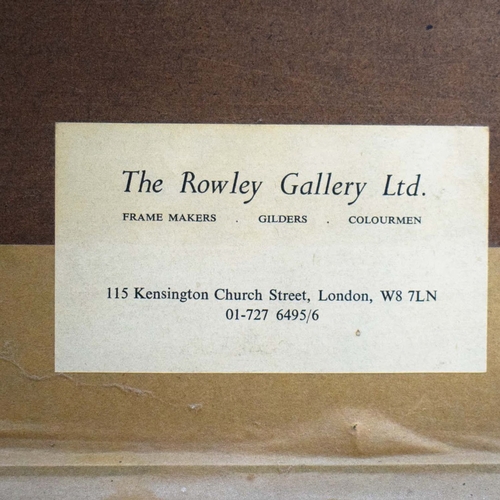 The Rowley Gallery Ltd.
FRAME MAKERS . GILDERS . COLOURMEN
115 Kensington Church Street, London, W8 7LN
01-727 6495/6